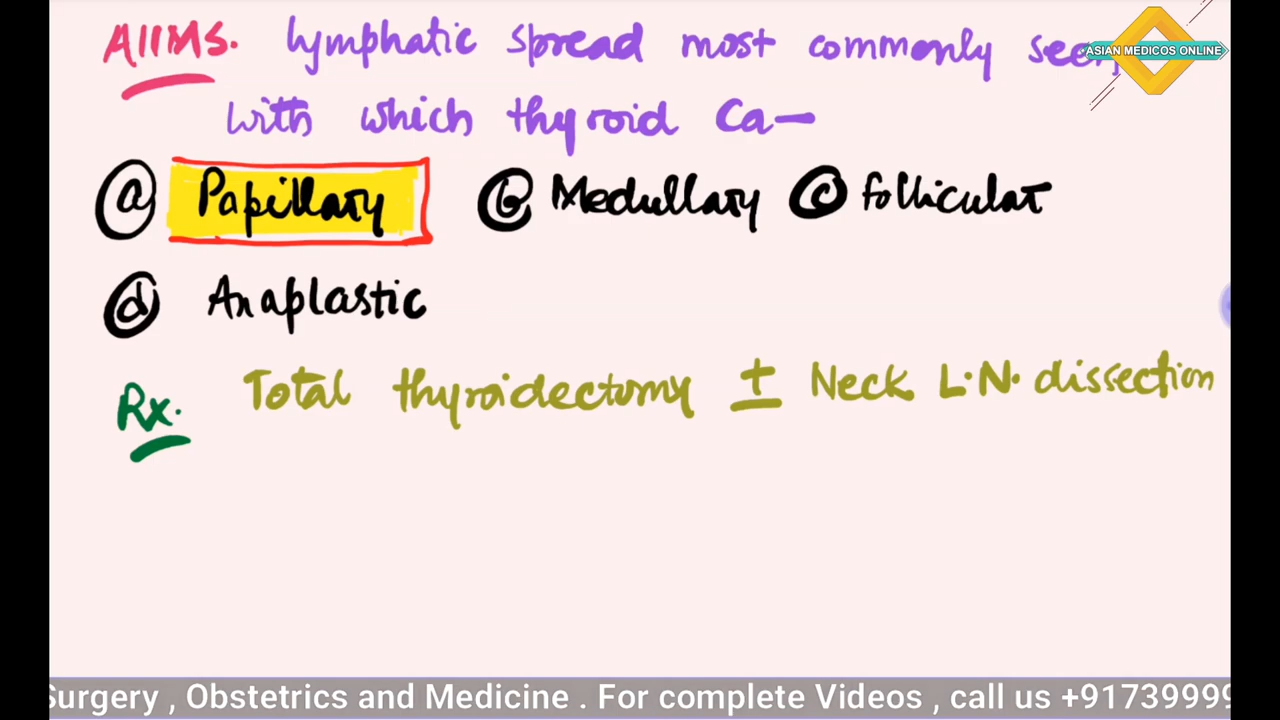 AIIMS. lymphatic spread most commonly seen
ASIAN MEDICOS ONLINE
with which thyroid Ca—
(a) Papillary (b) Medullary (c) Follicular
(d) Anaplastic
Rx. Total thyroidectomy ± Neck L.N. dissection
Surgery , Obstetrics and Medicine . For complete Videos , call us +91739999